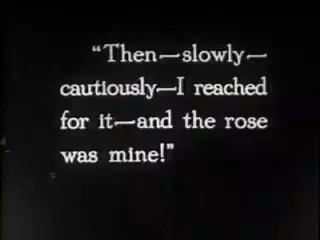 “Then—slowly—
cautiously—I reached
for it—and the rose
was mine!”